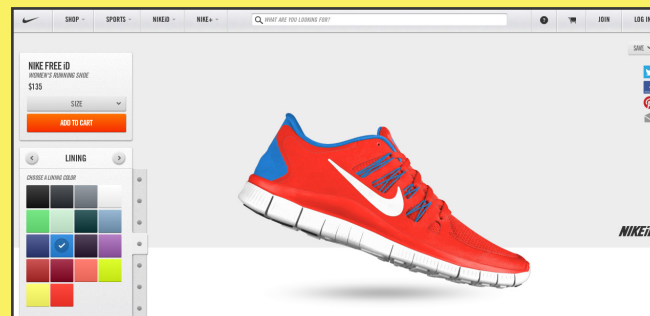 SHOP
SPORTS
NIKEiD
NIKE+
WHAT ARE YOU LOOKING FOR?
?
JOIN
LOG IN
SAVE
NIKE FREE iD
WOMEN'S RUNNING SHOE
$135
SIZE
ADD TO CART
LINING
CHOOSE A LINING COLOR
NIKEiD